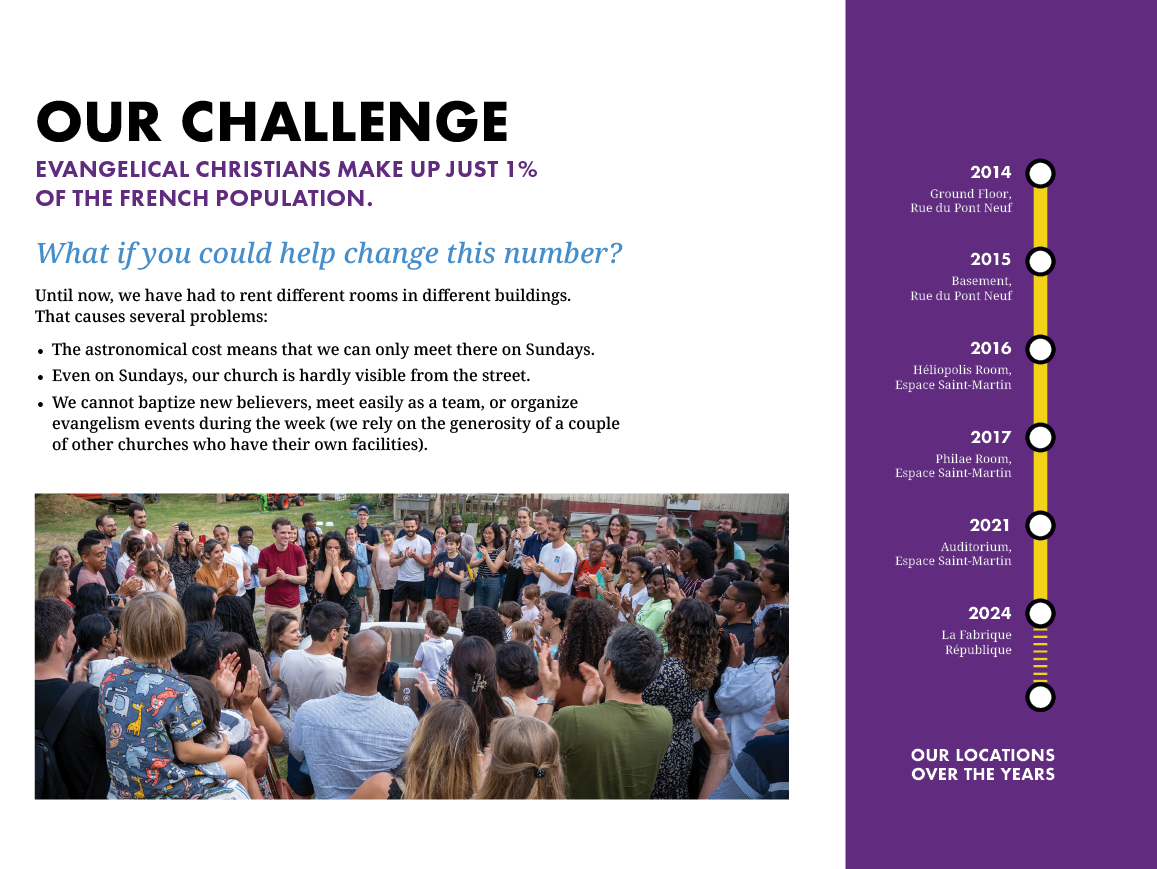 OUR CHALLENGE
EVANGELICAL CHRISTIANS MAKE UP JUST 1%
OF THE FRENCH POPULATION.
What if you could help change this number?
Until now, we have had to rent different rooms in different buildings.
That causes several problems:
• The astronomical cost means that we can only meet there on Sundays.
• Even on Sundays, our church is hardly visible from the street.
• We cannot baptize new believers, meet easily as a team, or organize
evangelism events during the week (we rely on the generosity of a couple
of other churches who have their own facilities).
2014
Ground Floor,
Rue du Pont Neuf
2015
Basement,
Rue du Pont Neuf
2016
Héliopolis Room,
Espace Saint-Martin
2017
Philae Room,
Espace Saint-Martin
2021
Auditorium,
Espace Saint-Martin
2024
La Fabrique
République
OUR LOCATIONS
OVER THE YEARS